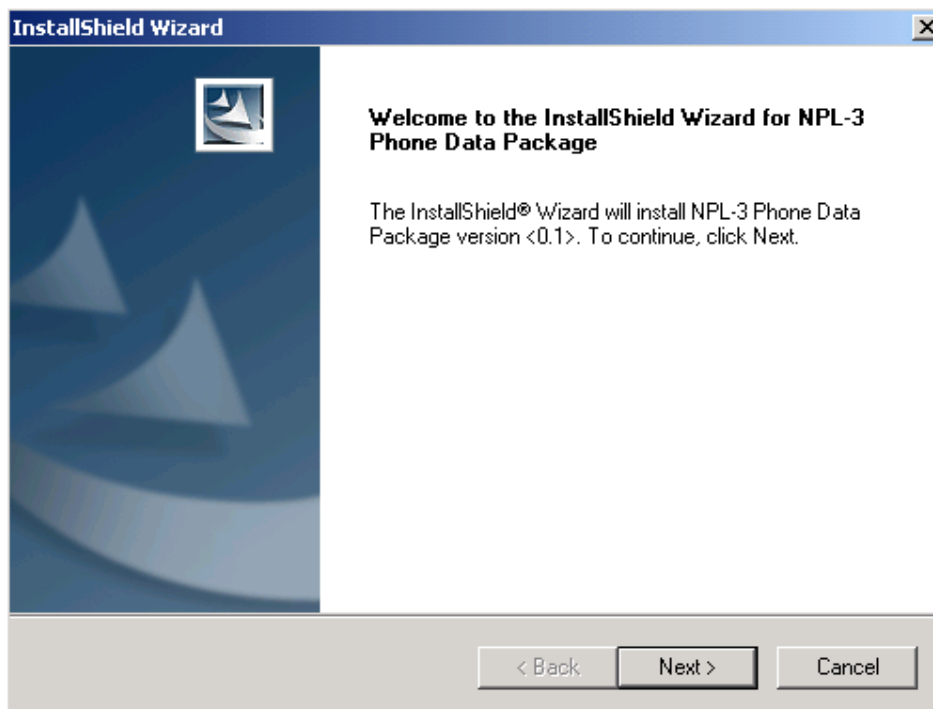 InstallShield Wizard
Welcome to the InstallShield Wizard for NPL-3
Phone Data Package
The InstallShield® Wizard will install NPL-3 Phone Data
Package version <0.1>. To continue, click Next.
< Back
Next >
Cancel